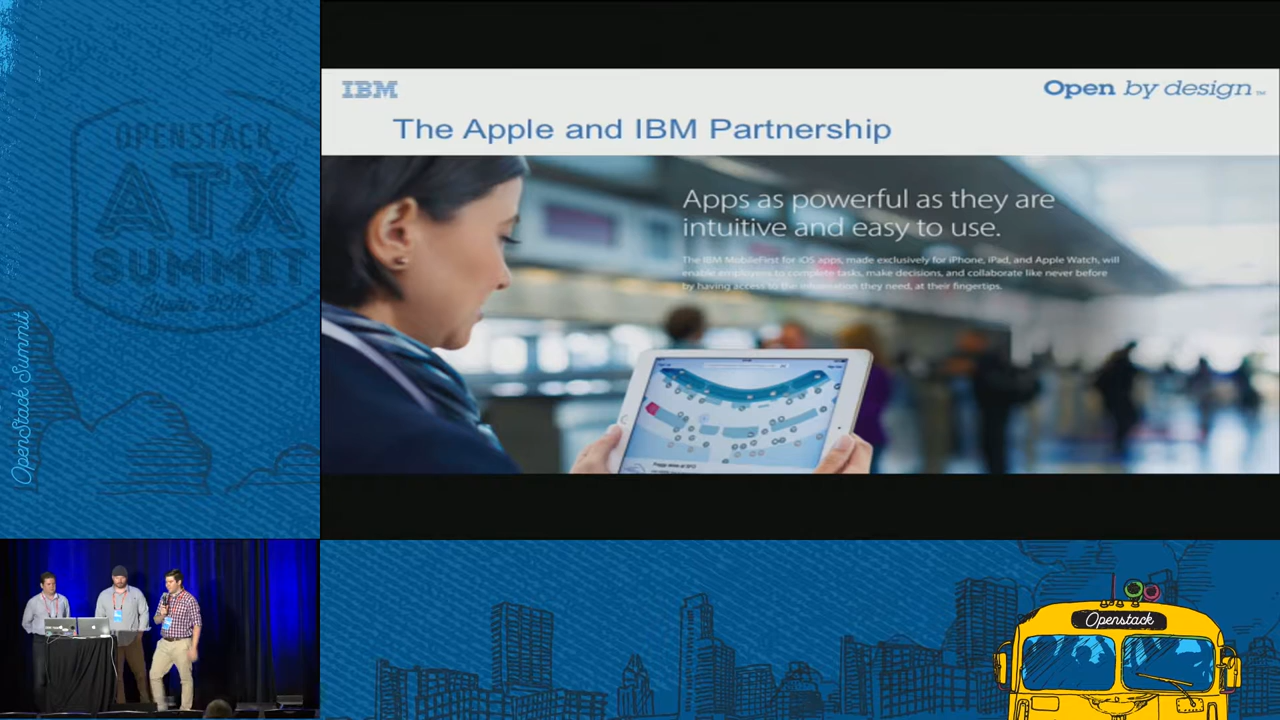 OPENSTACK
ATX
SUMMIT
OpenStack Summit
IBM
Open by design
The Apple and IBM Partnership
Apps as powerful as they are
intuitive and easy to use.
The IBM MobileFirst for iOS apps, made exclusively for iPhone, iPad, and Apple Watch, will
enable employees to complete tasks, make decisions, and collaborate like never before
by having access to the information they need, at their fingertips.
Openstack